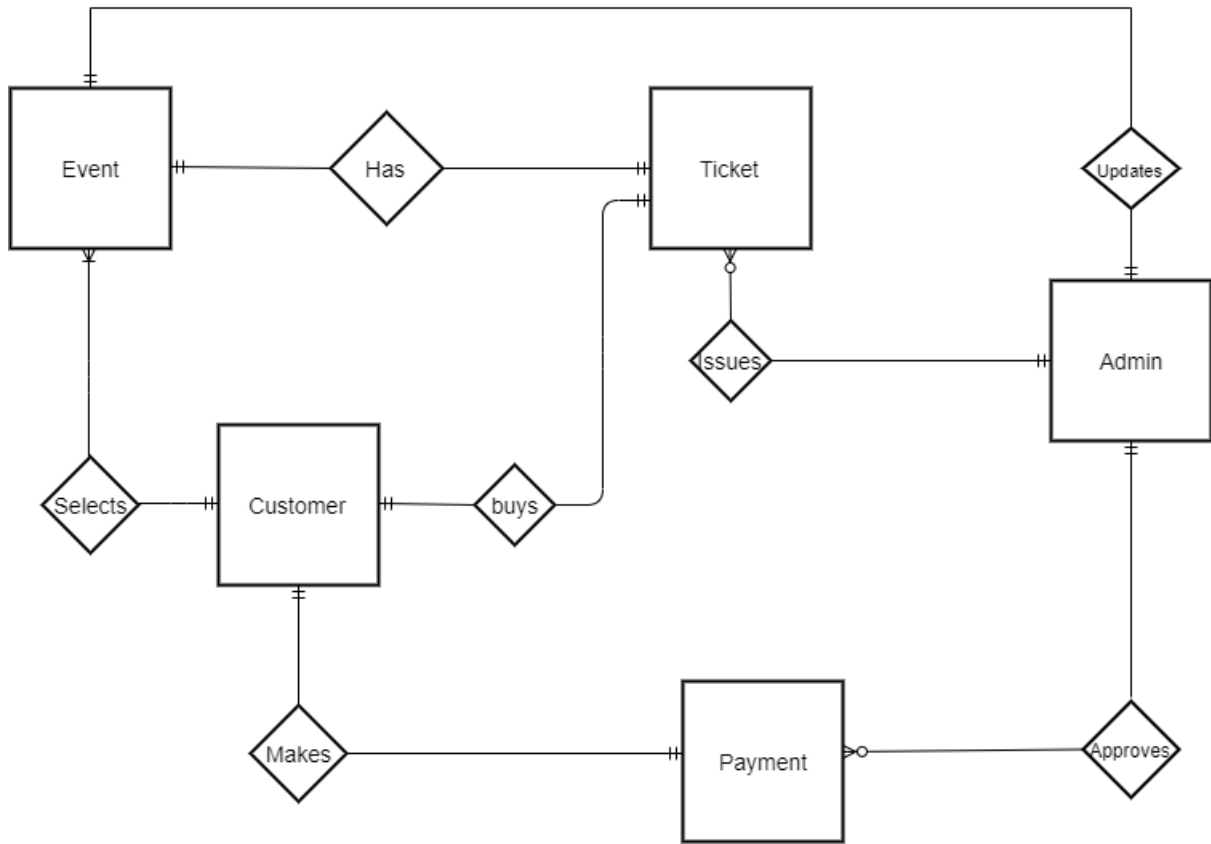 Event
Has
Ticket
Updates
Issues
Admin
Selects
Customer
buys
Makes
Payment
Approves